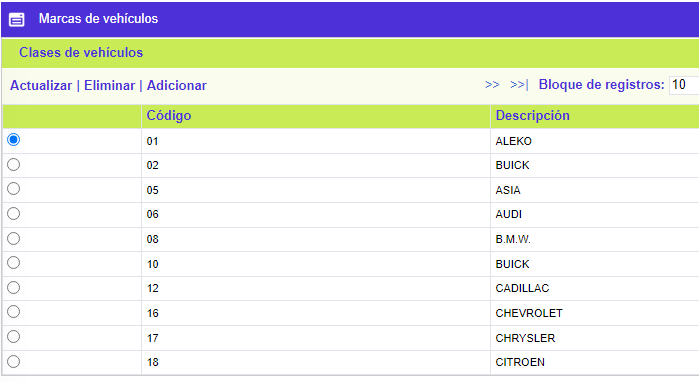 Marcas de vehículos
Clases de vehículos
Actualizar | Eliminar | Adicionar >> >>| Bloque de registros: 10
Código Descripción
01 ALEKO
02 BUICK
05 ASIA
06 AUDI
08 B.M.W.
10 BUICK
12 CADILLAC
16 CHEVROLET
17 CHRYSLER
18 CITROEN